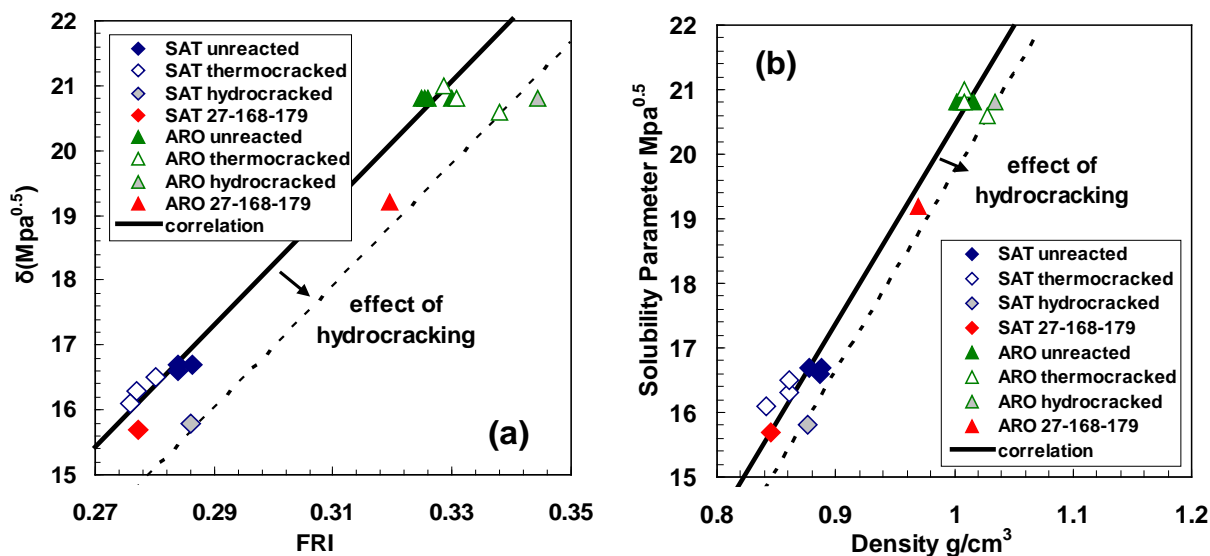 22
21
20
19
18
17
16
15
δ(Mpa^0.5)
SAT unreacted
SAT thermocracked
SAT hydrocracked
SAT 27-168-179
ARO unreacted
ARO thermocracked
ARO hydrocracked
ARO 27-168-179
correlation
effect of
hydrocracking
(a)
0.27 0.29 0.31 0.33 0.35
FRI
22
21
20
19
18
17
16
15
Solubility Parameter Mpa^0.5
(b)
effect of
hydrocracking
SAT unreacted
SAT thermocracked
SAT hydrocracked
SAT 27-168-179
ARO unreacted
ARO thermocracked
ARO hydrocracked
ARO 27-168-179
correlation
0.8 0.9 1 1.1 1.2
Density g/cm³